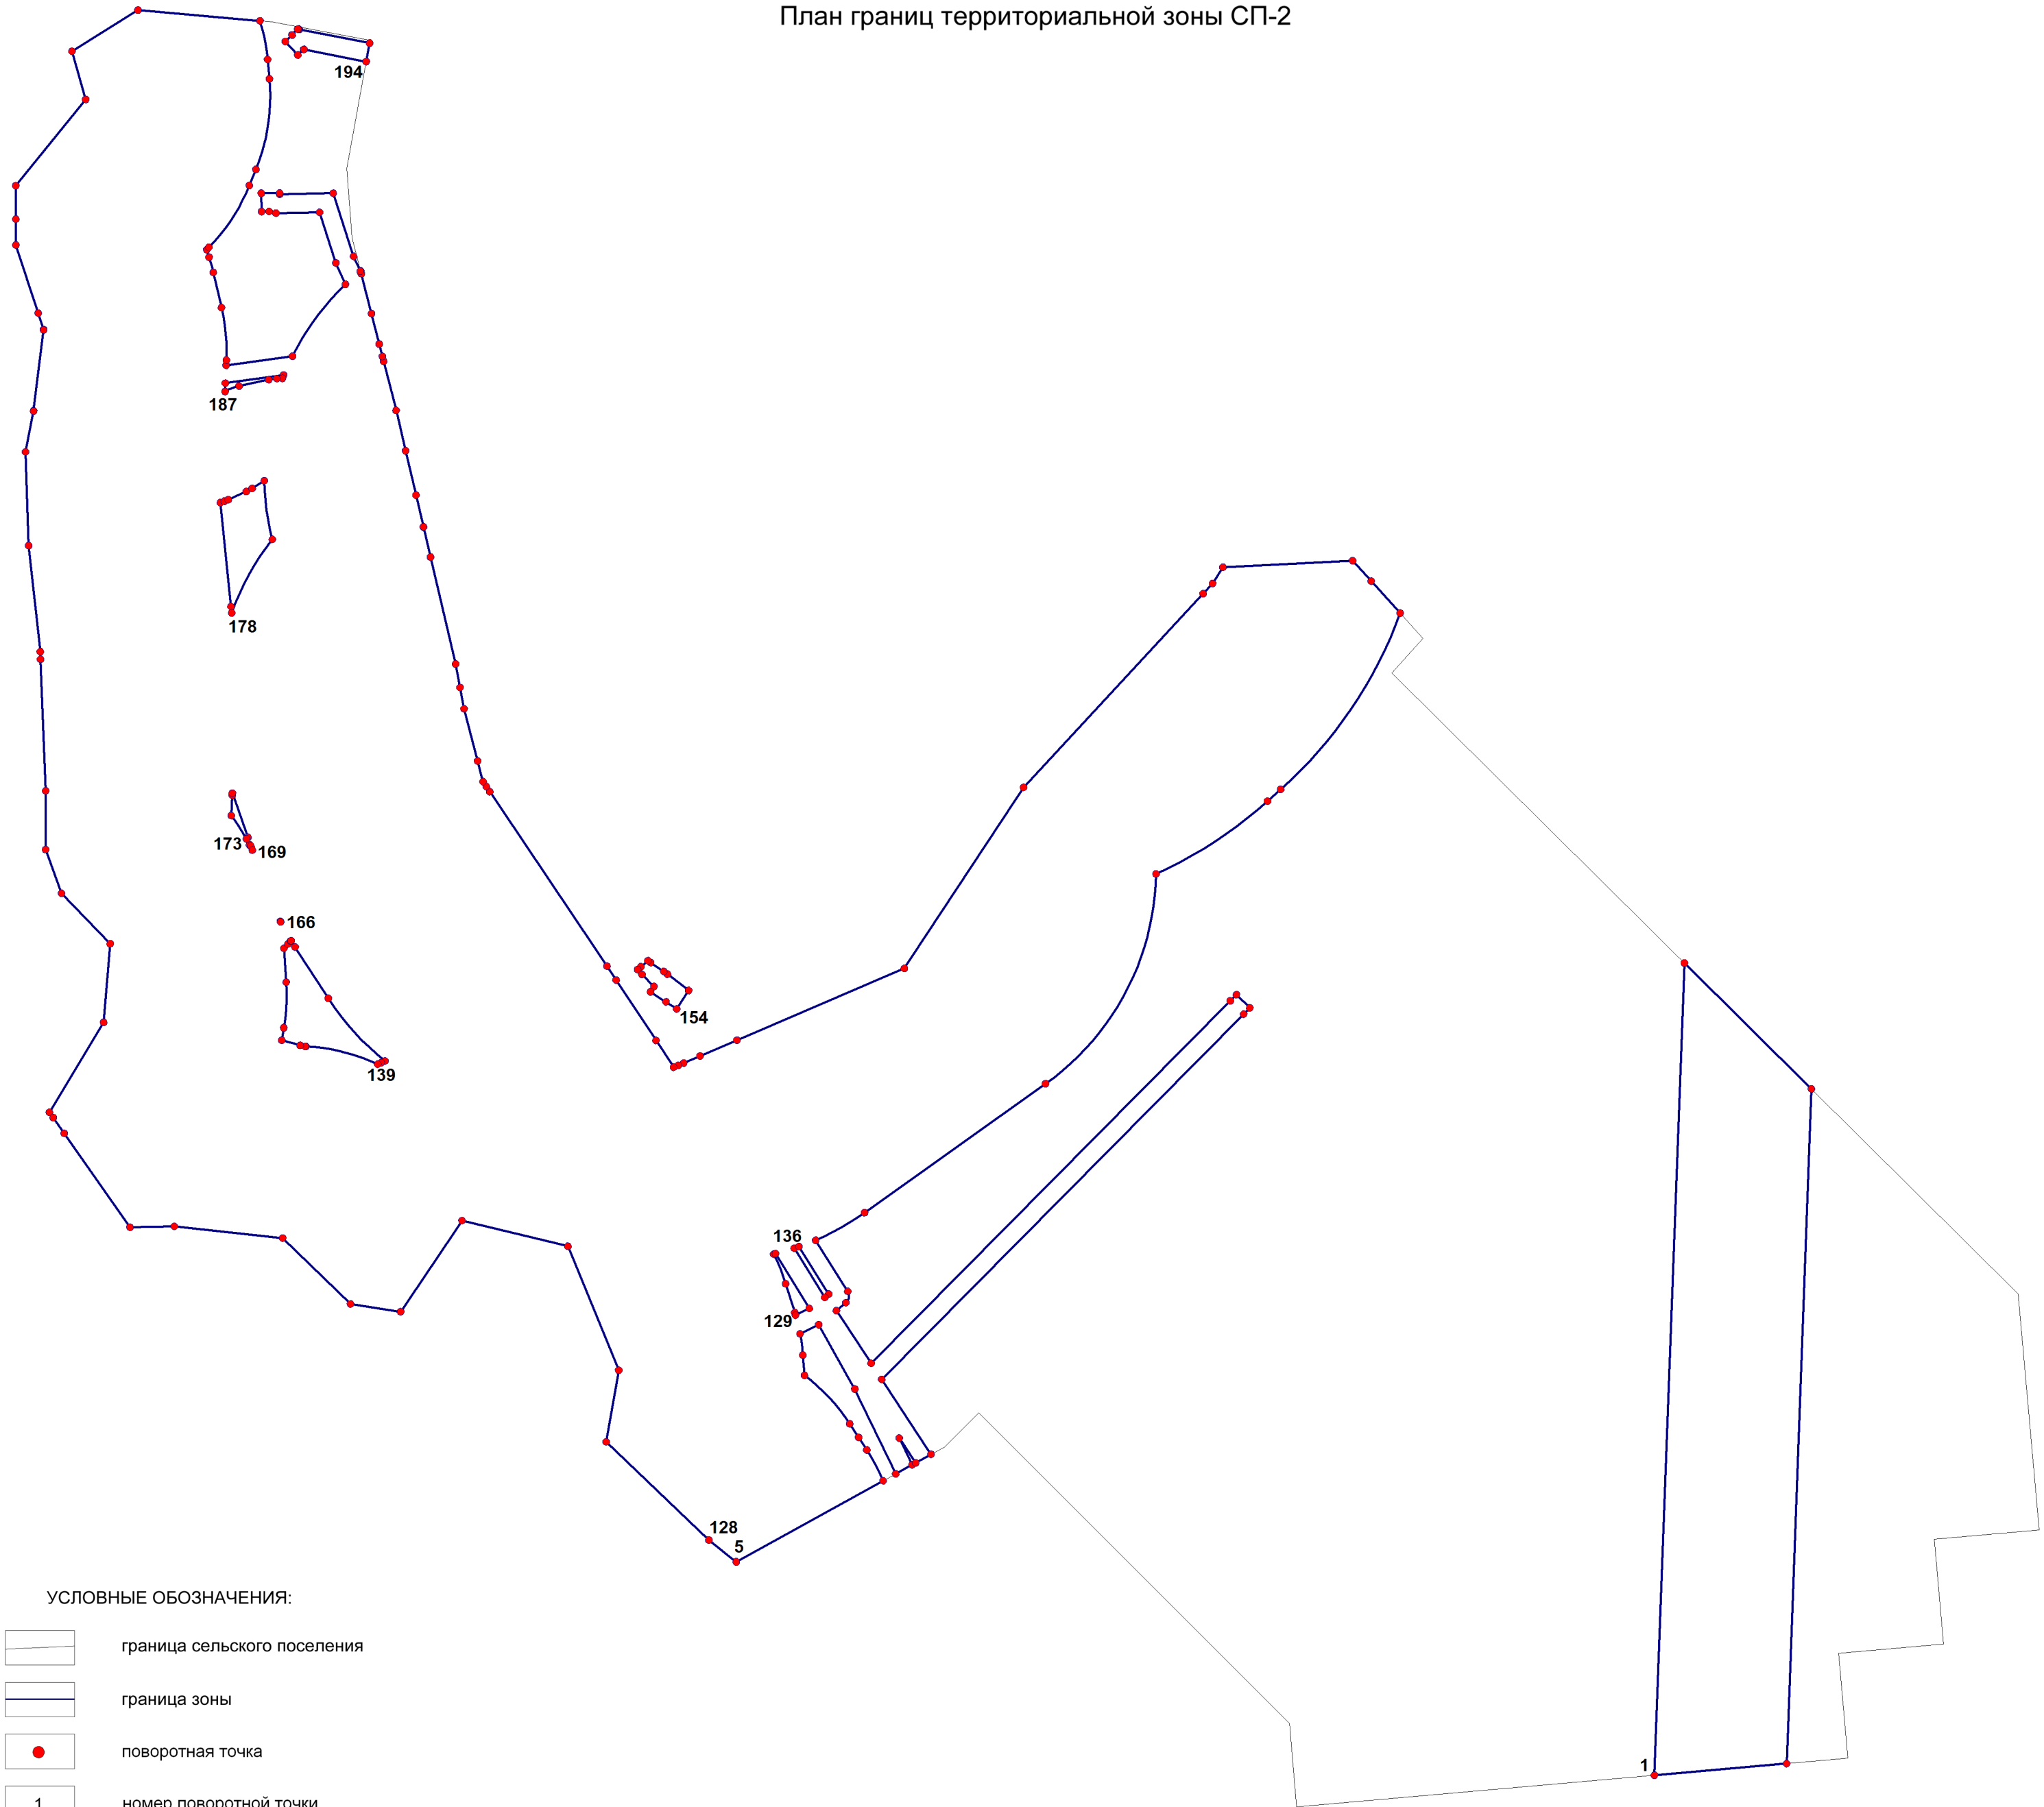 План границ территориальной зоны СП-2
194
187
178
173
169
166
154
139
136
129
128
5
1
УСЛОВНЫЕ ОБОЗНАЧЕНИЯ:
граница сельского поселения
граница зоны
поворотная точка
1 номер поворотной точки